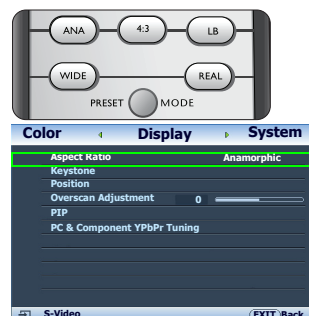 ANA 4:3 LB
WIDE REAL
PRESET MODE
Color Display System
Aspect Ratio Anamorphic
Keystone
Position
Overscan Adjustment 0
PIP
PC & Component YPbPr Tuning
S-Video EXIT Back